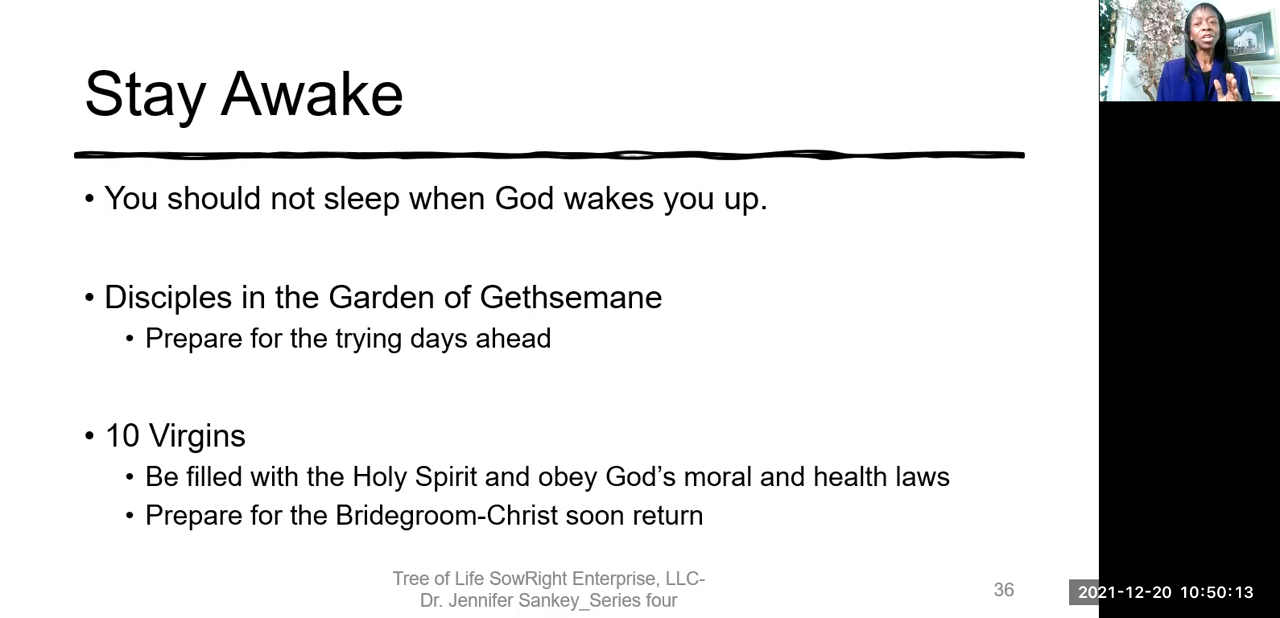 Stay Awake
• You should not sleep when God wakes you up.
• Disciples in the Garden of Gethsemane
• Prepare for the trying days ahead
• 10 Virgins
• Be filled with the Holy Spirit and obey God’s moral and health laws
• Prepare for the Bridegroom-Christ soon return
Tree of Life SowRight Enterprise, LLC-
Dr. Jennifer Sankey_Series four
36
2021-12-20 10:50:13